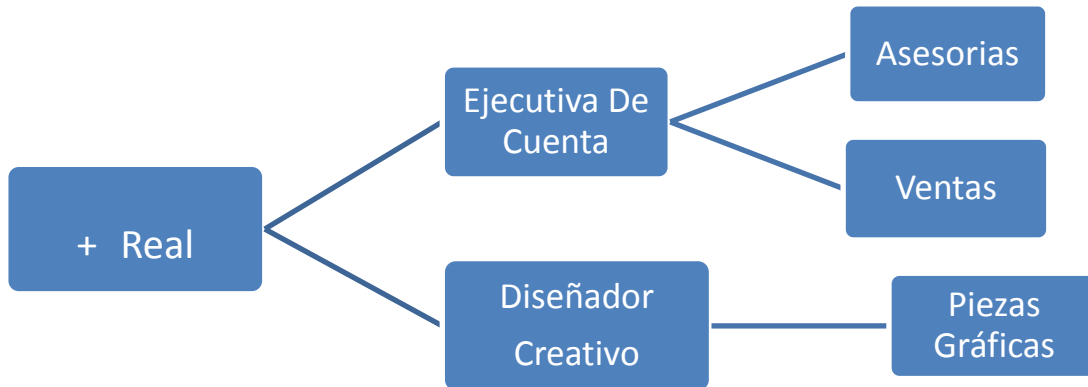 + Real
Ejecutiva De
Cuenta
Asesorias
Ventas
Diseñador
Creativo
Piezas
Gráficas